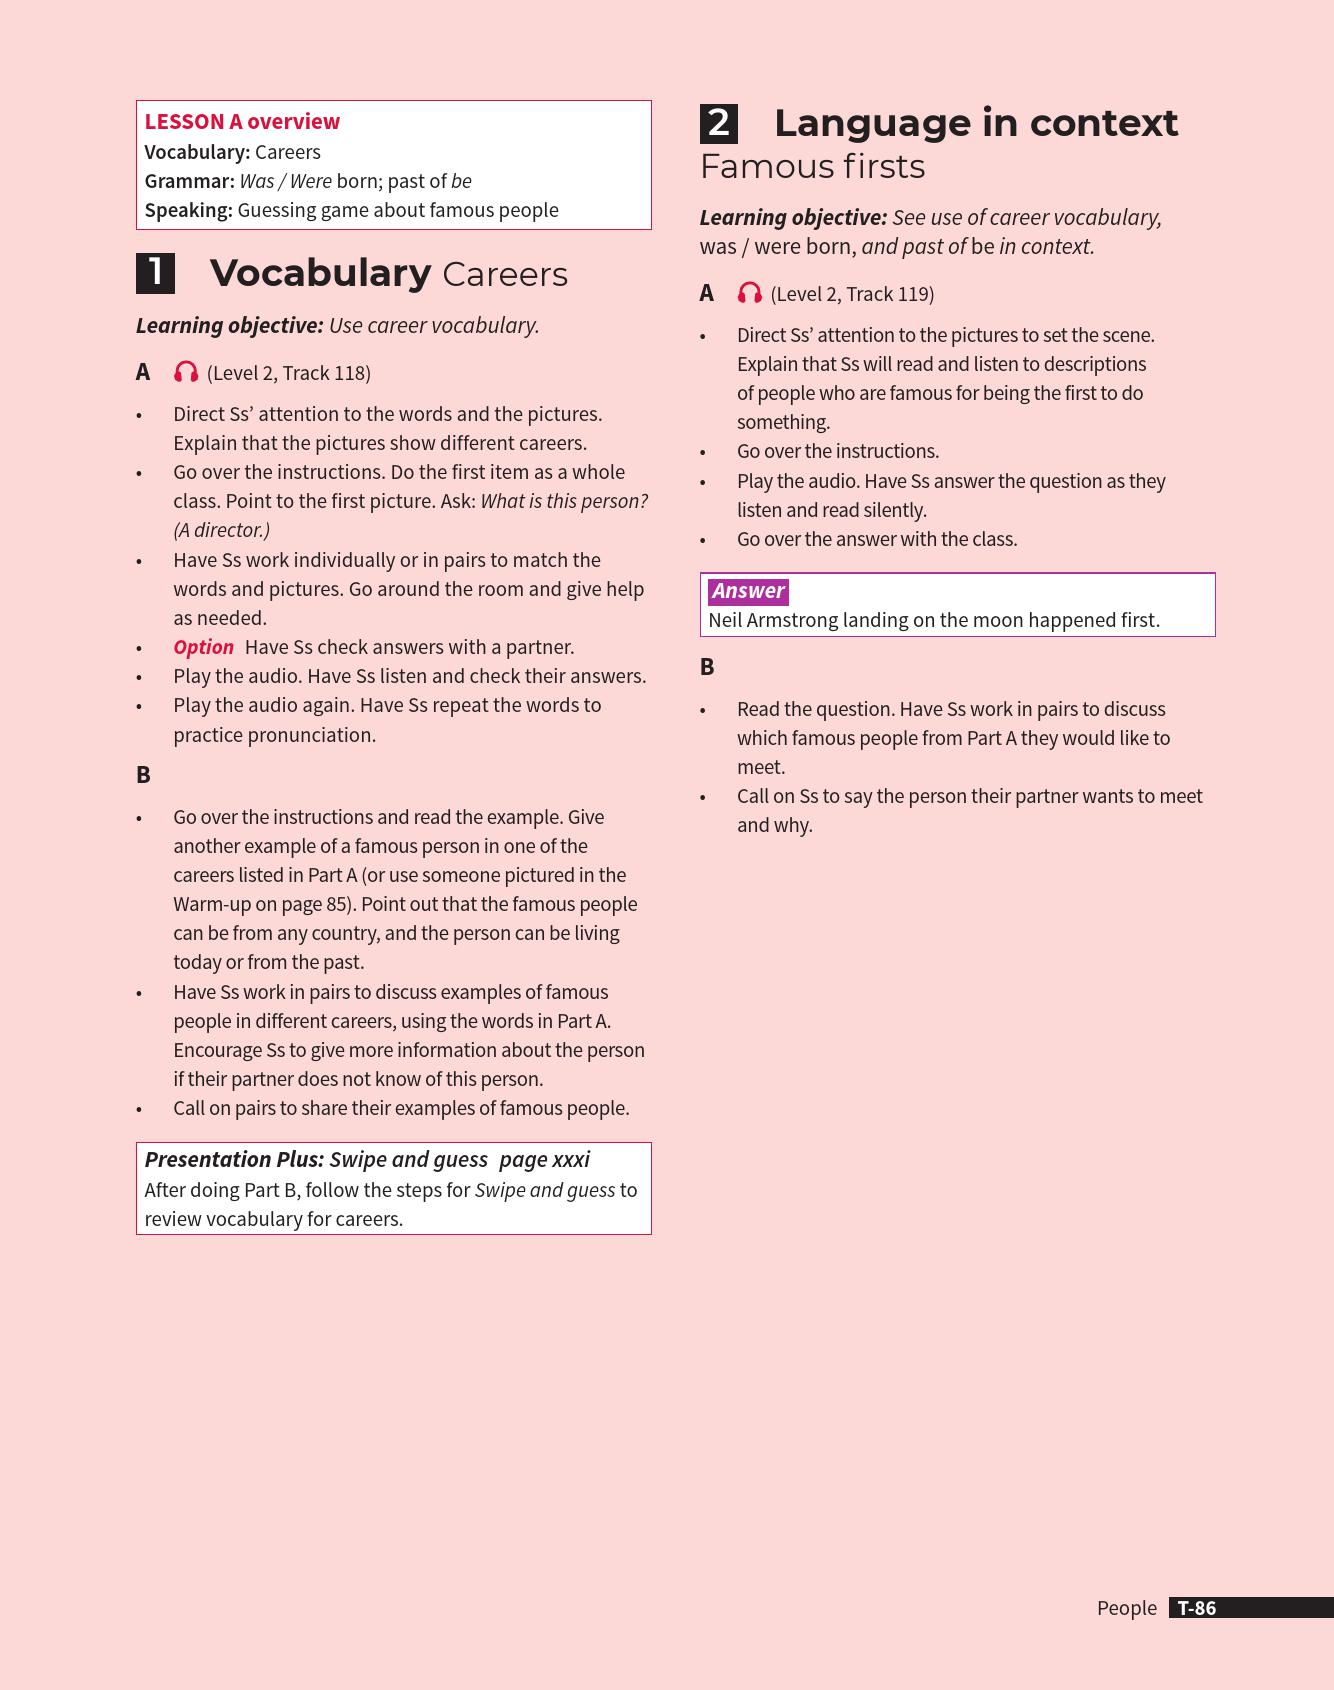 LESSON A overview
Vocabulary: Careers
Grammar: Was / Were born; past of be
Speaking: Guessing game about famous people
1 Vocabulary Careers
Learning objective: Use career vocabulary.
A (Level 2, Track 118)
• Direct Ss’ attention to the words and the pictures.
Explain that the pictures show different careers.
• Go over the instructions. Do the first item as a whole
class. Point to the first picture. Ask: What is this person?
(A director.)
• Have Ss work individually or in pairs to match the
words and pictures. Go around the room and give help
as needed.
• Option Have Ss check answers with a partner.
• Play the audio. Have Ss listen and check their answers.
• Play the audio again. Have Ss repeat the words to
practice pronunciation.
B
• Go over the instructions and read the example. Give
another example of a famous person in one of the
careers listed in Part A (or use someone pictured in the
Warm-up on page 85). Point out that the famous people
can be from any country, and the person can be living
today or from the past.
• Have Ss work in pairs to discuss examples of famous
people in different careers, using the words in Part A.
Encourage Ss to give more information about the person
if their partner does not know of this person.
• Call on pairs to share their examples of famous people.
Presentation Plus: Swipe and guess page xxxi
After doing Part B, follow the steps for Swipe and guess to
review vocabulary for careers.
2 Language in context
Famous firsts
Learning objective: See use of career vocabulary,
was / were born, and past of be in context.
A (Level 2, Track 119)
• Direct Ss’ attention to the pictures to set the scene.
Explain that Ss will read and listen to descriptions
of people who are famous for being the first to do
something.
• Go over the instructions.
• Play the audio. Have Ss answer the question as they
listen and read silently.
• Go over the answer with the class.
Answer
Neil Armstrong landing on the moon happened first.
B
• Read the question. Have Ss work in pairs to discuss
which famous people from Part A they would like to
meet.
• Call on Ss to say the person their partner wants to meet
and why.
People T-86